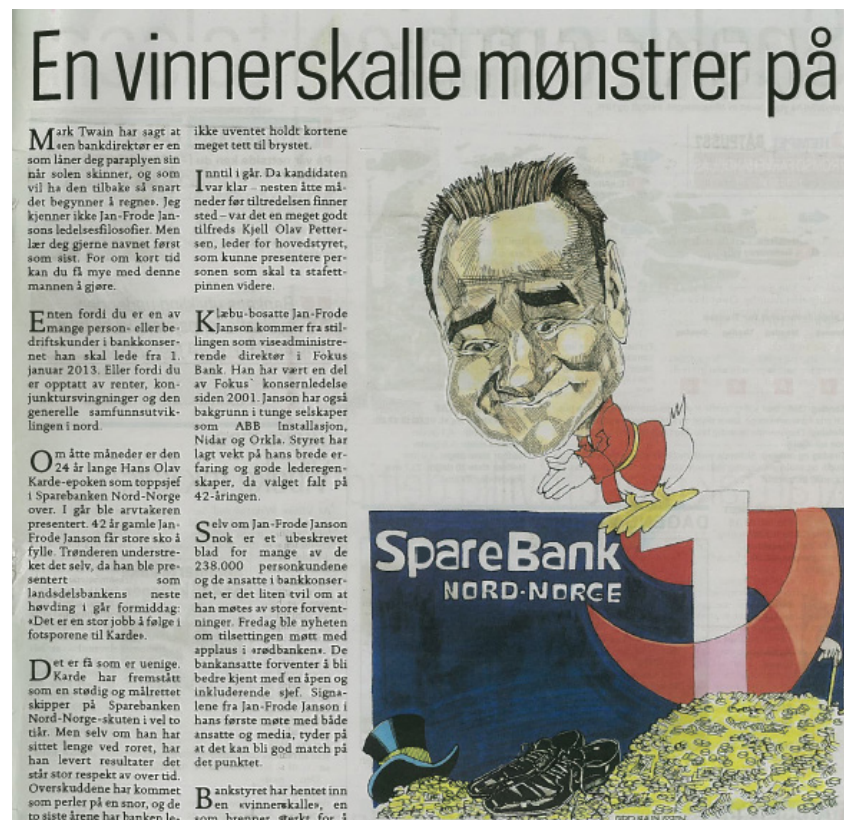 En vinnerskalle mønstrer på
Mark Twain har sagt at
«en bankdirektør er en
som låner deg paraplyen sin
når solen skinner, og som
vil ha den tilbake så snart
det begynner å regne». Jeg
kjenner ikke Jan-Frode Jan-
sons ledelsesfilosofier. Men
lær deg gjerne navnet først
som sist. For om kort tid
kan du få mye med denne
mannen å gjøre.
Enten fordi du er en av
mange person- eller be-
driftskunder i bankkonser-
net han skal lede fra 1.
januar 2013. Eller fordi du
er opptatt av renter, kon-
junktursvingninger og den
generelle samfunnsutvik-
lingen i nord.
Om åtte måneder er den
24 år lange Hans Olav
Karde-epoken som toppsjef
i Sparebanken Nord-Norge
over. I går ble arvtakeren
presentert. 42 år gamle Jan-
Frode Janson får store sko å
fylle. Trønderen understre-
ket det selv, da han ble pre-
sentert som
landsdelsbankens neste
høvding i går formiddag:
«Det er en stor jobb å følge i
fotsporene til Karde».
Det er få som er uenige.
Karde har fremstått
som en stødig og målrettet
skipper på Sparebanken
Nord-Norge-skuten i vel to
tiår. Men selv om han har
sittet lenge ved roret, har
han levert resultater det
står stor respekt av over tid.
Overskuddene har kommet
som perler på en snor, og de
to siste årene har banken le-
ikke uventet holdt kortene
meget tett til brystet.
Inntil i går. Da kandidaten
var klar – nesten åtte må-
neder før tiltredelsen finner
sted – var det en meget godt
tilfreds Kjell Olav Petter-
sen, leder for hovedstyret,
som kunne presentere per-
sonen som skal ta stafett-
pinnen videre.
Klæbu-bosatte Jan-Frode
Janson kommer fra stil-
lingen som viseadministre-
rende direktør i Fokus
Bank. Han har vært en del
av Fokus` konsernledelse
siden 2001. Janson har også
bakgrunn i tunge selskaper
som ABB Installasjon,
Nidar og Orkla. Styret har
lagt vekt på hans brede er-
faring og gode lederegen-
skaper, da valget falt på
42-åringen.
Selv om Jan-Frode Janson
nok er et ubeskrevet
blad for mange av de
238.000 personkundene
og de ansatte i bankkonser-
net, er det liten tvil om at
han møtes av store forvent-
ninger. Fredag ble nyheten
om tilsettingen møtt med
applaus i «rødbanken». De
bankansatte forventer å bli
bedre kjent med en åpen og
inkluderende sjef. Signa-
lene fra Jan-Frode Janson i
hans første møte med både
ansatte og media, tyder på
at det kan bli god match på
det punktet.
Bankstyret har hentet inn
en «vinnerskalle», en
som brenner sterkt for å
SpareBank 1
NORD-NORGE